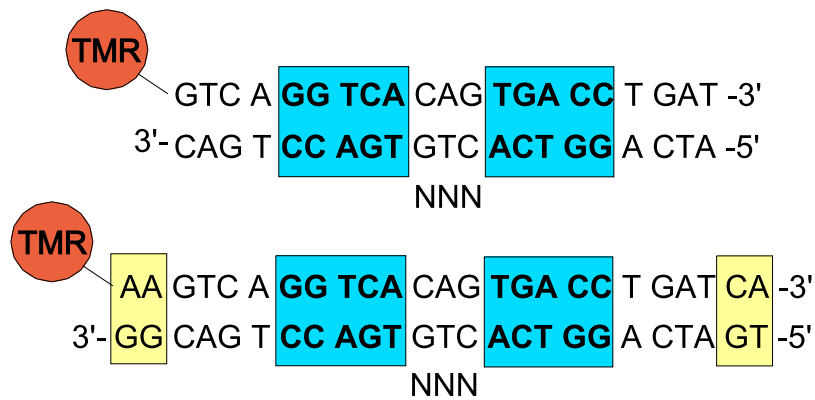 TMR
GTC A GG TCA CAG TGA CC T GAT -3'
3'- CAG T CC AGT GTC ACT GG A CTA -5'
NNN
TMR
AA GTC A GG TCA CAG TGA CC T GAT CA -3'
3'- GG CAG T CC AGT GTC ACT GG A CTA GT -5'
NNN